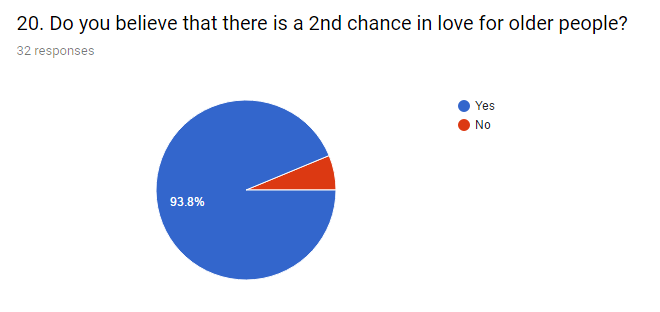 20. Do you believe that there is a 2nd chance in love for older people?
32 responses
Yes
No
93.8%